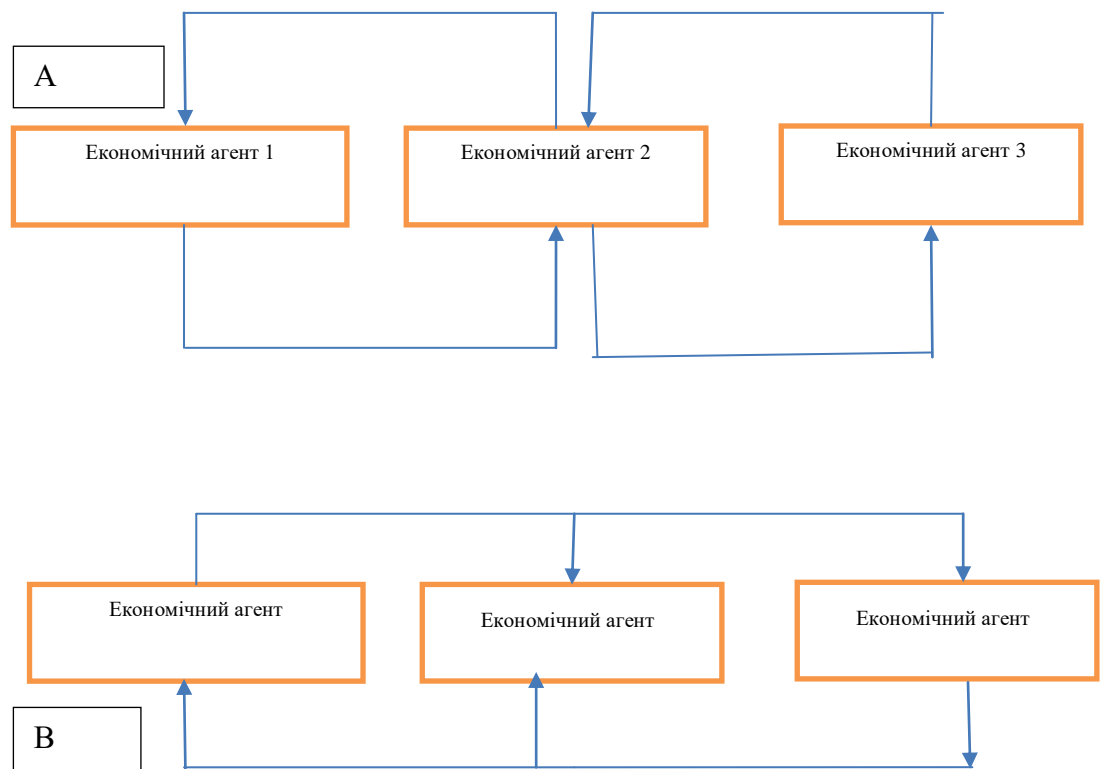 А
Економічний агент 1
Економічний агент 2
Економічний агент 3
Економічний агент
Економічний агент
Економічний агент
В